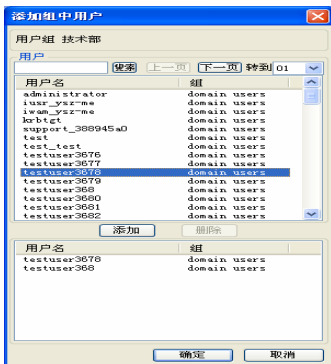 添加组中用户
用户组 技术部
用户
搜索 上一页 下一页 转到 01
用户名 组
administrator domain users
iusr_ysz-me domain users
iwam_ysz-me domain users
krbtgt domain users
support_388945a0 domain users
test domain users
test_test domain users
testuser3676 domain users
testuser3677 domain users
testuser3678 domain users
testuser3679 domain users
testuser368 domain users
testuser3680 domain users
testuser3681 domain users
testuser3682 domain users
添加 删除
用户名 组
testuser3678 domain users
testuser368 domain users
确定 取消